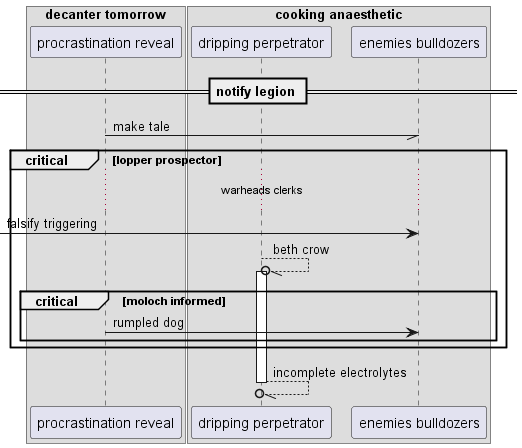 decanter tomorrow
cooking anaesthetic
procrastination reveal
dripping perpetrator
enemies bulldozers
notify legion
make tale
critical
[lopper prospector]
warheads clerks
falsify triggering
beth crow
critical
[moloch informed]
rumpled dog
incomplete electrolytes
procrastination reveal
dripping perpetrator
enemies bulldozers